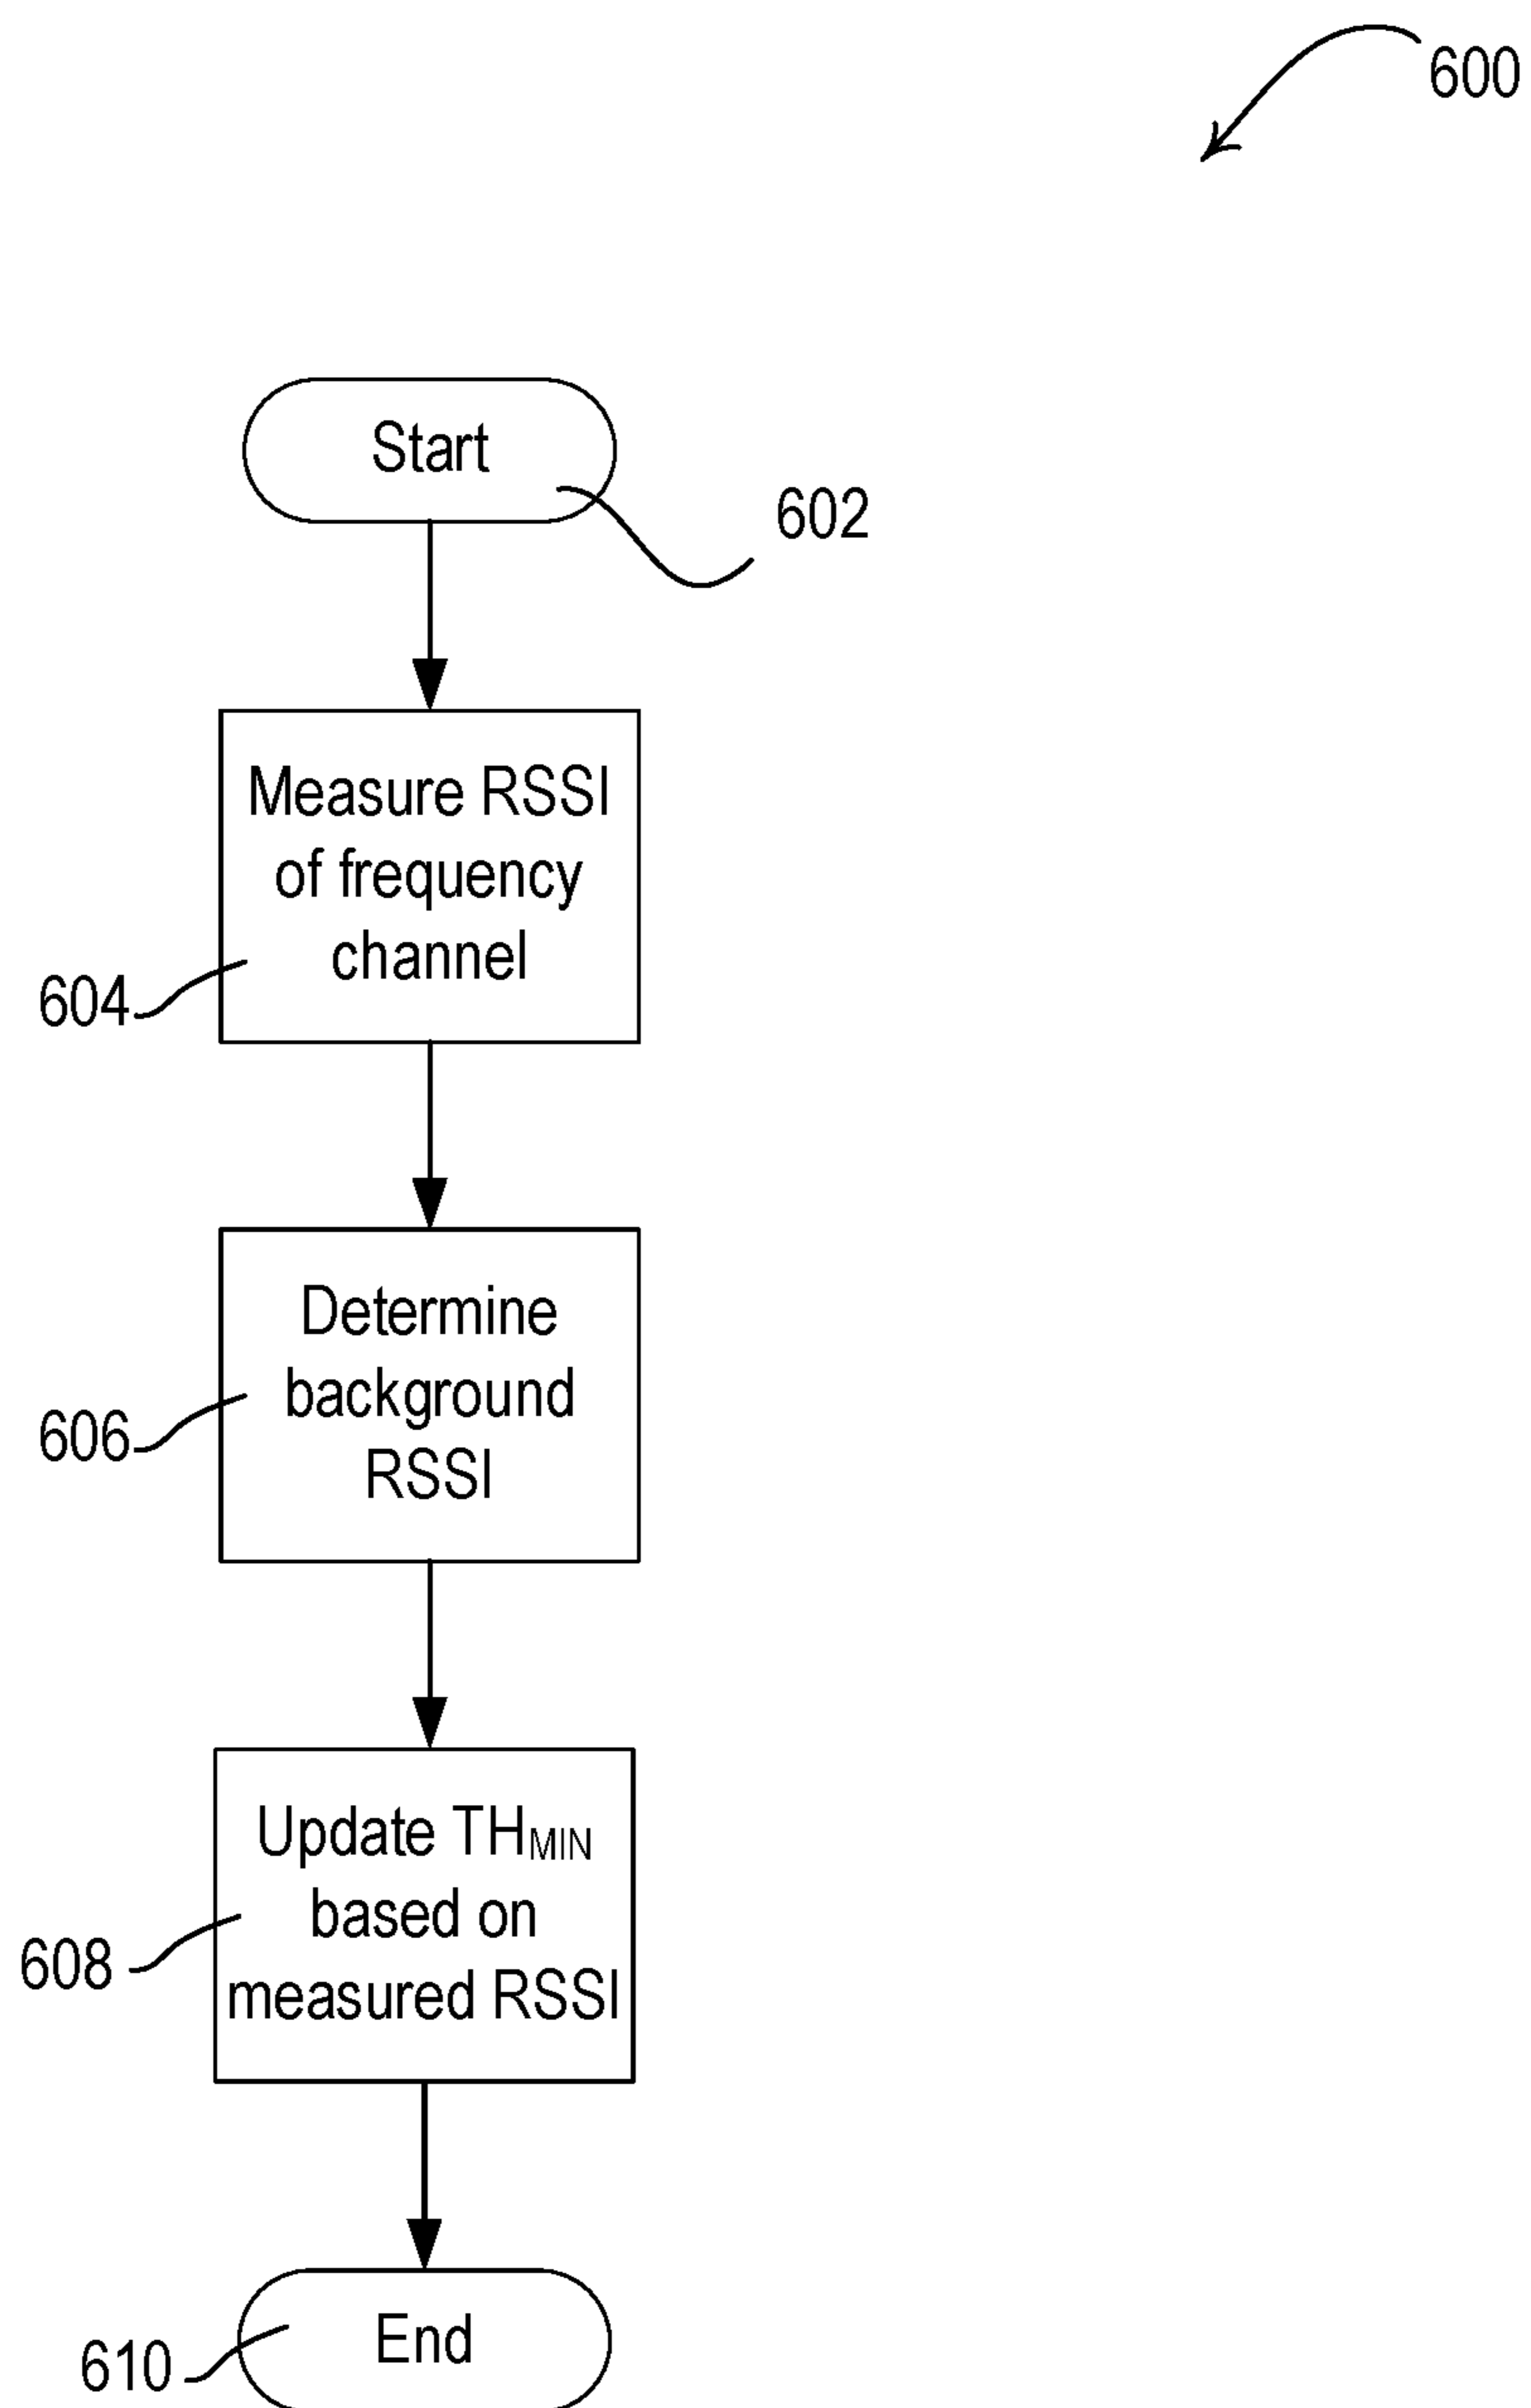 600
Start
602
Measure RSSI
of frequency
channel
604
Determine
background
RSSI
606
Update TH_MIN
based on
measured RSSI
608
End
610